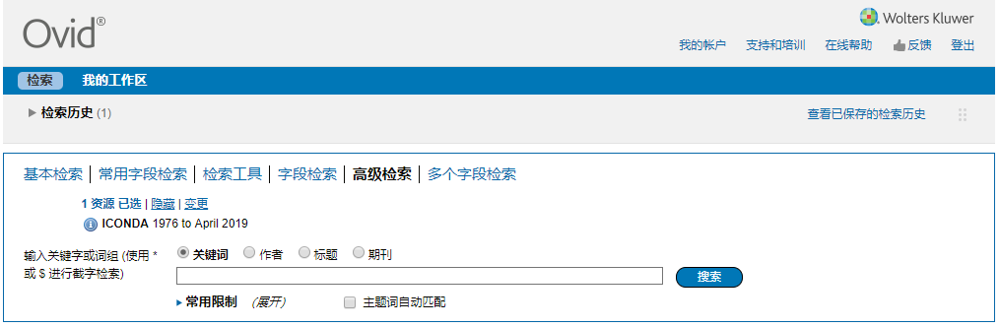 Ovid®
Wolters Kluwer
我的帐户 支持和培训 在线帮助 反馈 登出
检索 我的工作区
检索历史 (1) 查看已保存的检索历史
基本检索 | 常用字段检索 | 检索工具 | 字段检索 | 高级检索 | 多个字段检索
1 资源 已选 | 隐藏 | 变更
ICONDA 1976 to April 2019
输入关键字或词组 (使用 * 关键词 作者 标题 期刊
或 $ 进行截字检索) 搜索
常用限制 (展开) 主题词自动匹配